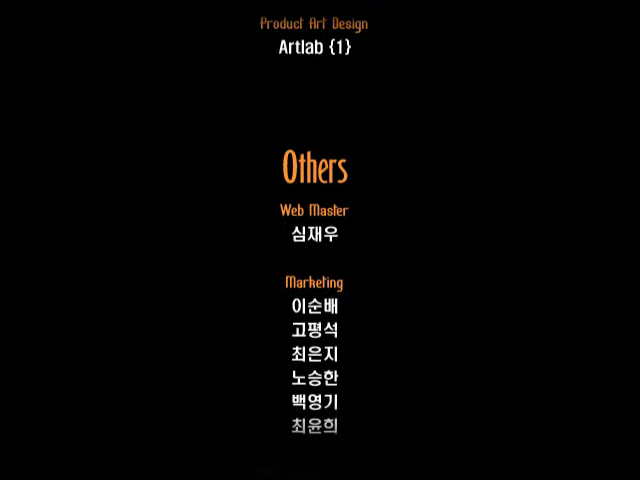 Product Art Design
Artlab {1}
Others
Web Master
심재우
Marketing
이순배
고평석
최은지
노승한
백영기
최윤희